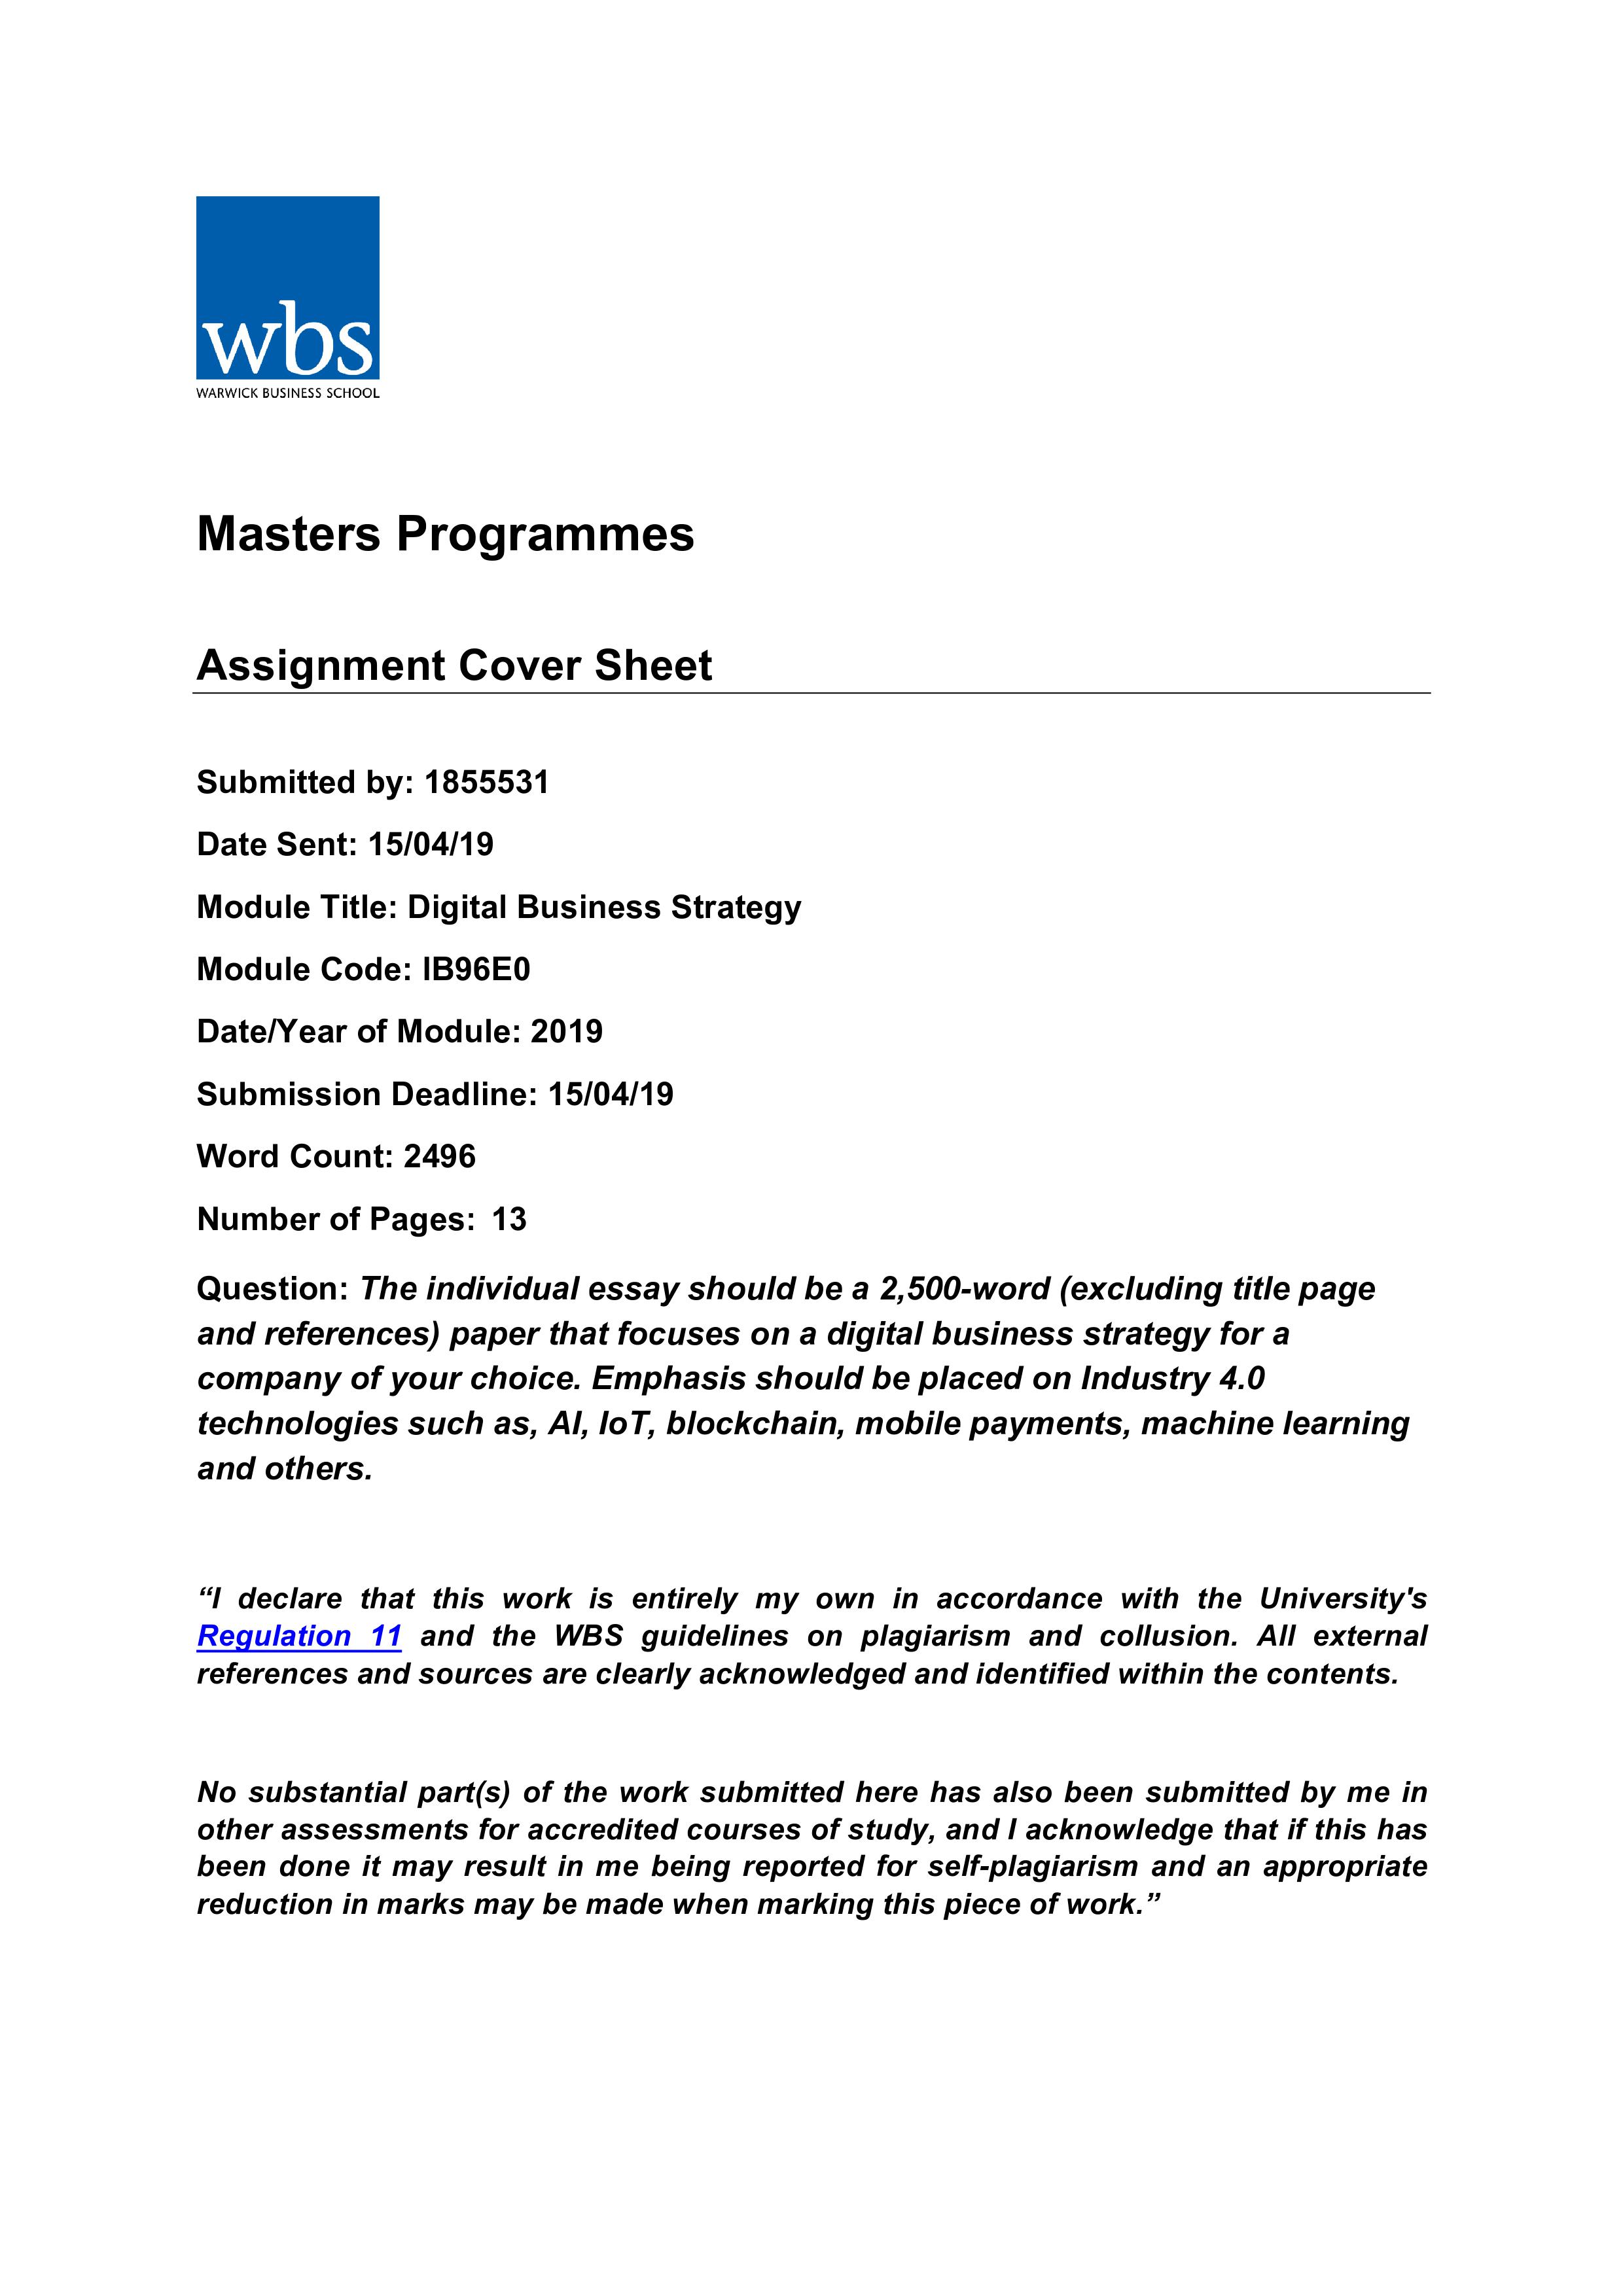 wbs
WARWICK BUSINESS SCHOOL
Masters Programmes
Assignment Cover Sheet
Submitted by: 1855531
Date Sent: 15/04/19
Module Title: Digital Business Strategy
Module Code: IB96E0
Date/Year of Module: 2019
Submission Deadline: 15/04/19
Word Count: 2496
Number of Pages: 13
Question: The individual essay should be a 2,500-word (excluding title page
and references) paper that focuses on a digital business strategy for a
company of your choice. Emphasis should be placed on Industry 4.0
technologies such as, AI, IoT, blockchain, mobile payments, machine learning
and others.
“I declare that this work is entirely my own in accordance with the University's
Regulation 11 and the WBS guidelines on plagiarism and collusion. All external
references and sources are clearly acknowledged and identified within the contents.
No substantial part(s) of the work submitted here has also been submitted by me in
other assessments for accredited courses of study, and I acknowledge that if this has
been done it may result in me being reported for self-plagiarism and an appropriate
reduction in marks may be made when marking this piece of work.”